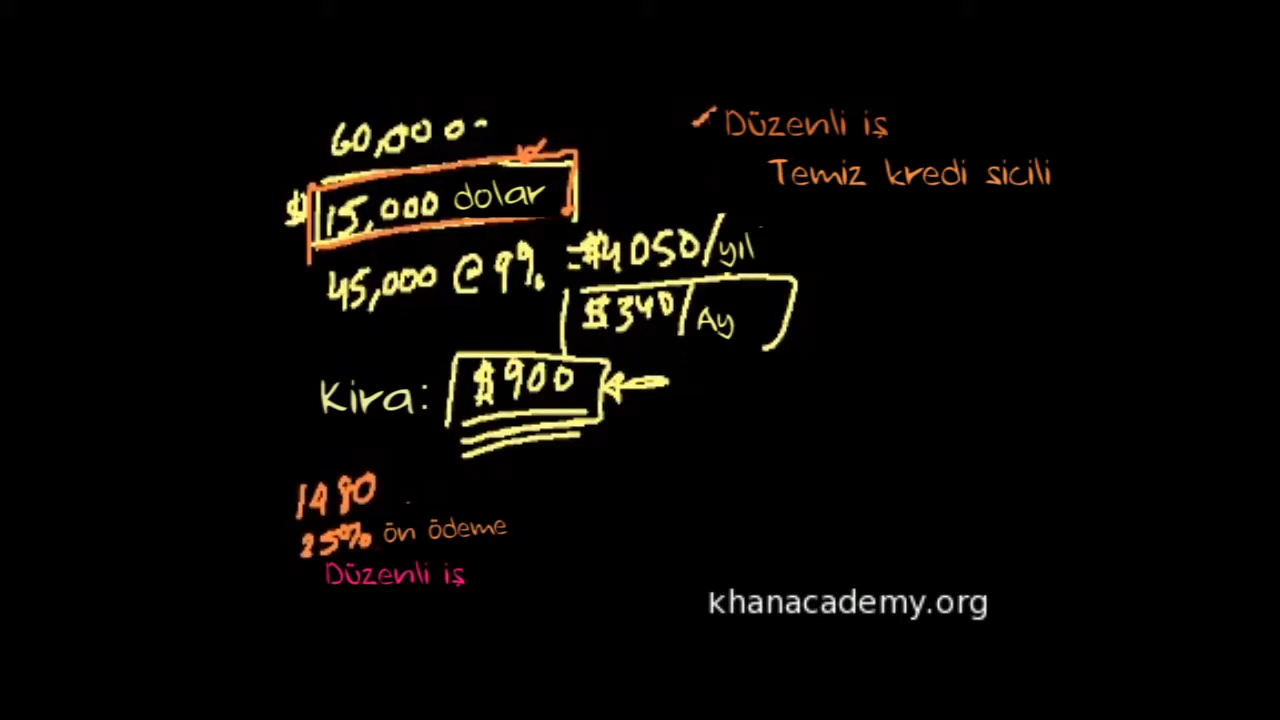 60,000
$ 15,000 dolar
45,000 @ 9% = $4050/yıl
$340/Ay
Kira: $900
1980
25% ön ödeme
Düzenli iş
Düzenli iş
Temiz kredi sicili
khanacademy.org